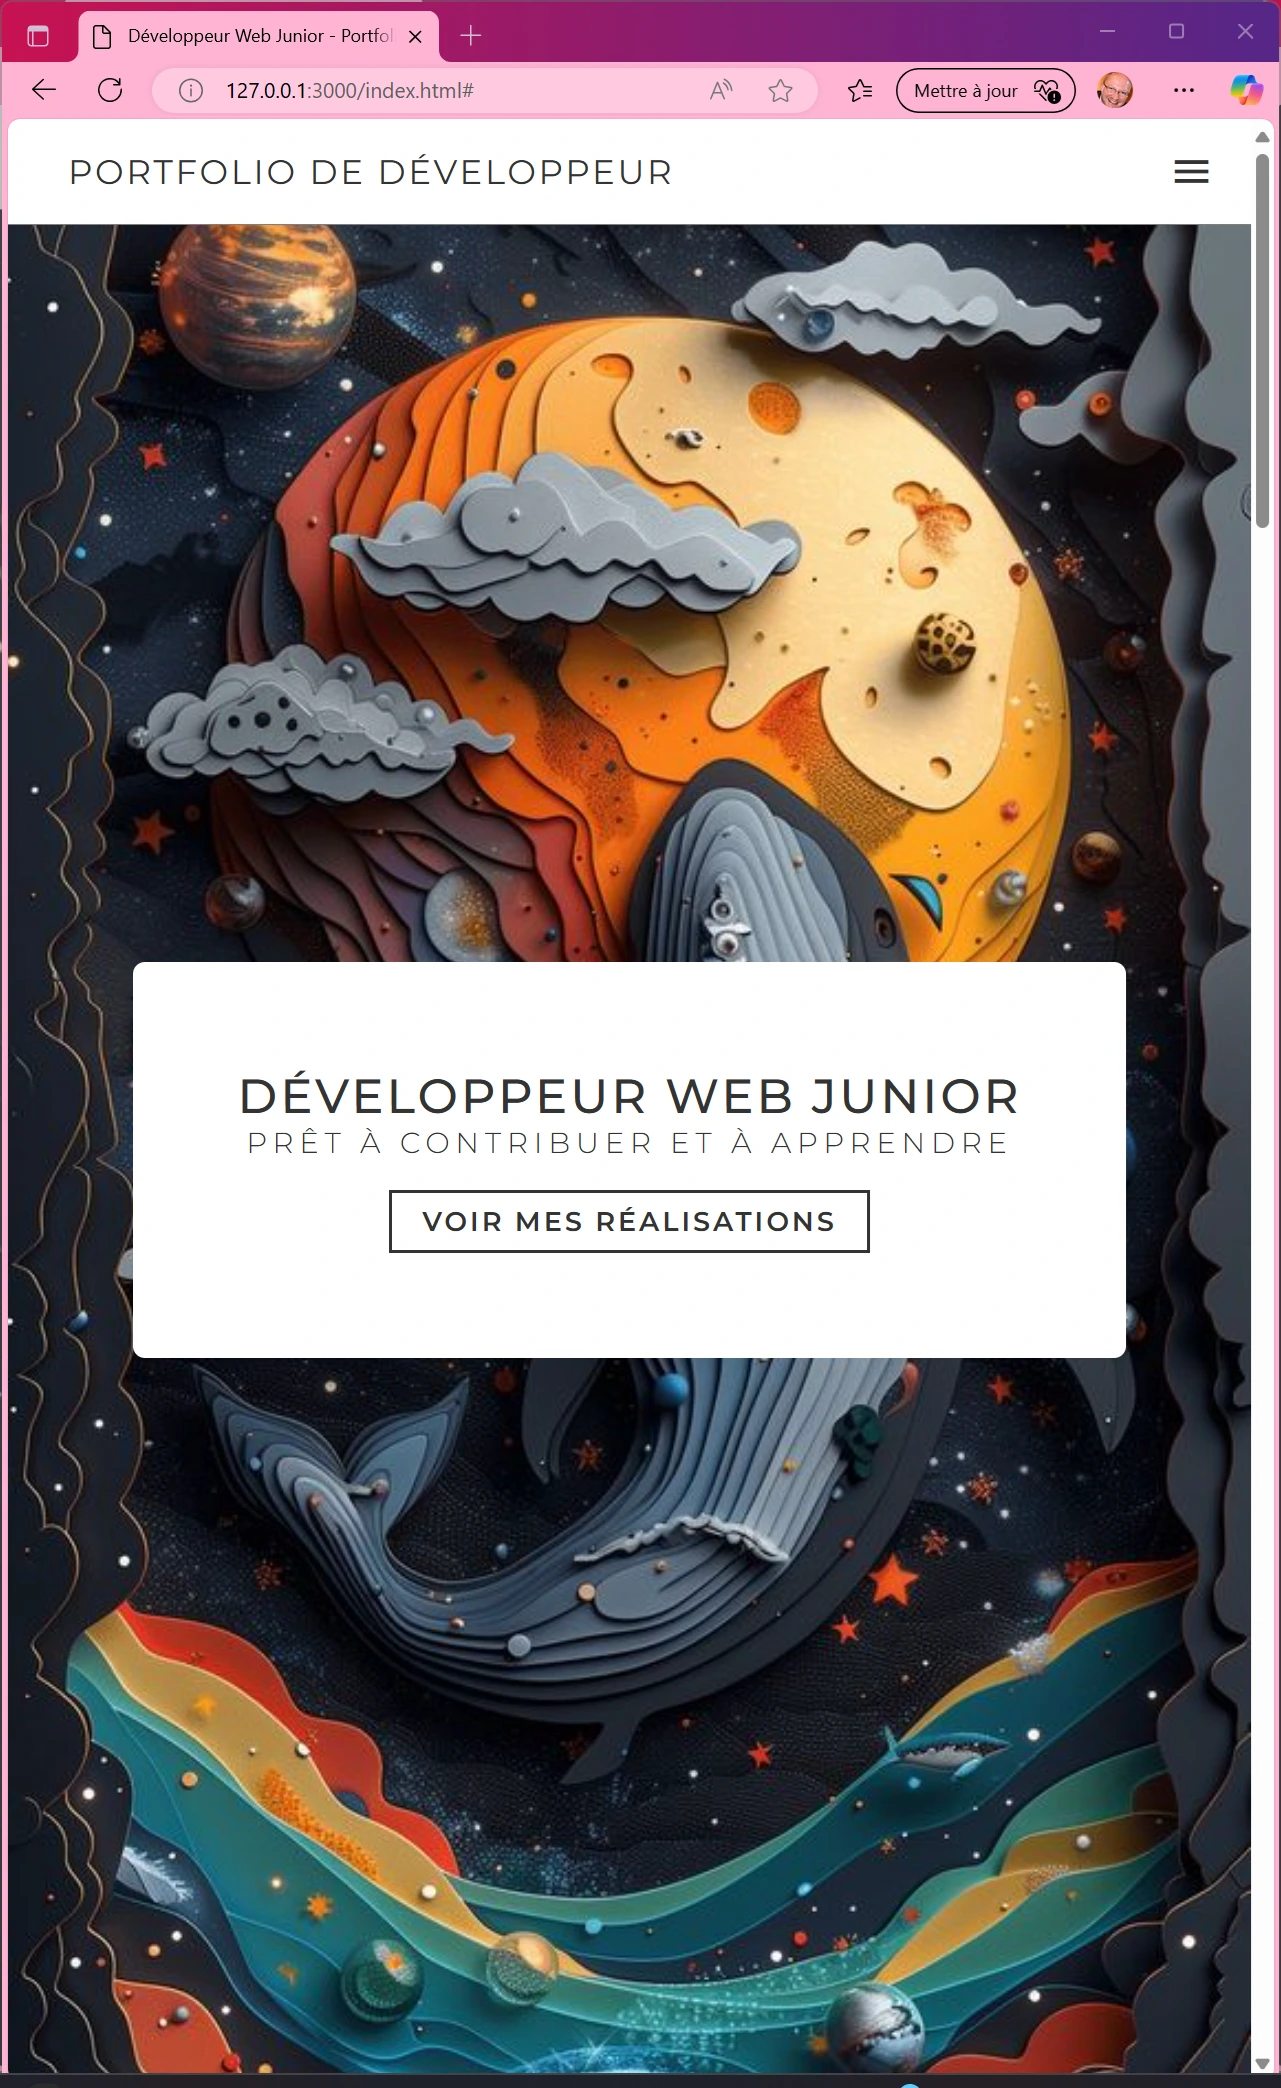 Développeur Web Junior - Portfol
127.0.0.1:3000/index.html#
Mettre à jour
PORTFOLIO DE DÉVELOPPEUR
DÉVELOPPEUR WEB JUNIOR
PRÊT À CONTRIBUER ET À APPRENDRE
VOIR MES RÉALISATIONS